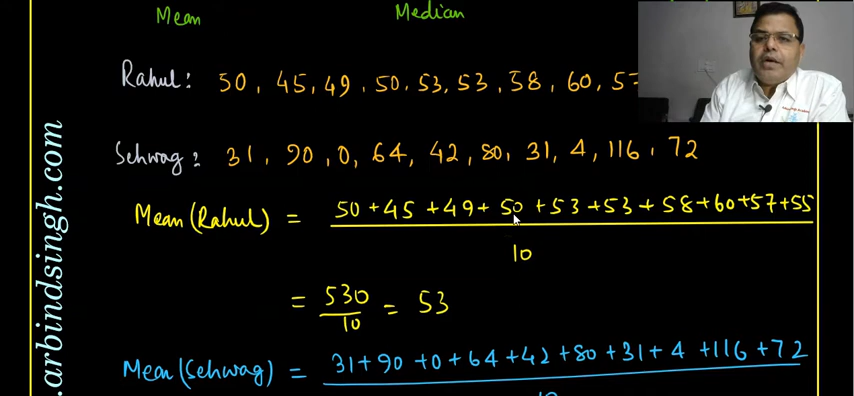 Mean Median
Rahul: 50, 45, 49, 50, 53, 53, 58, 60, 57
Sehwag: 31, 90, 0, 64, 42, 80, 31, 4, 116, 72
Mean (Rahul) = 50 + 45 + 49 + 50 + 53 + 53 + 58 + 60 + 57 + 55
10
= 530/10 = 53
Mean (Sehwag) = 31 + 90 + 0 + 64 + 42 + 80 + 31 + 4 + 116 + 72
10
.arbindsingh.com